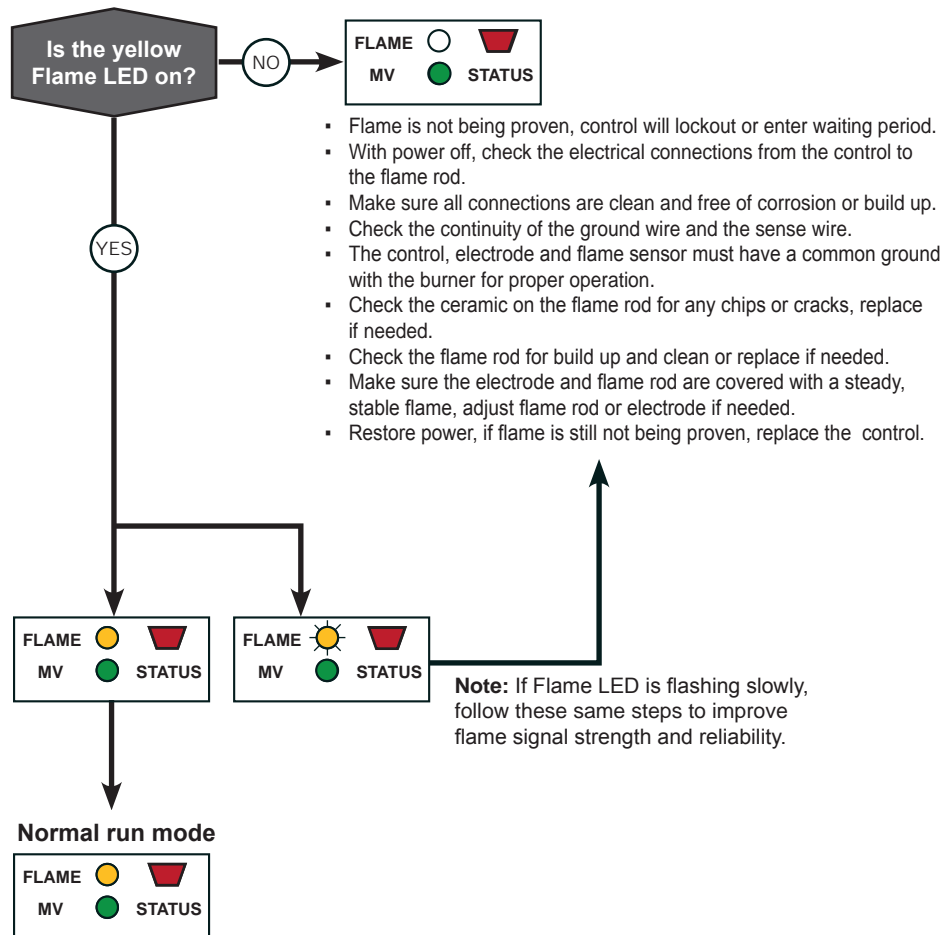 Is the yellow
Flame LED on?
NO
FLAME
MV STATUS
▪ Flame is not being proven, control will lockout or enter waiting period.
▪ With power off, check the electrical connections from the control to
the flame rod.
▪ Make sure all connections are clean and free of corrosion or build up.
▪ Check the continuity of the ground wire and the sense wire.
▪ The control, electrode and flame sensor must have a common ground
with the burner for proper operation.
▪ Check the ceramic on the flame rod for any chips or cracks, replace
if needed.
▪ Check the flame rod for build up and clean or replace if needed.
▪ Make sure the electrode and flame rod are covered with a steady,
stable flame, adjust flame rod or electrode if needed.
▪ Restore power, if flame is still not being proven, replace the control.
YES
FLAME
MV STATUS
FLAME
MV STATUS
Note: If Flame LED is flashing slowly,
follow these same steps to improve
flame signal strength and reliability.
Normal run mode
FLAME
MV STATUS